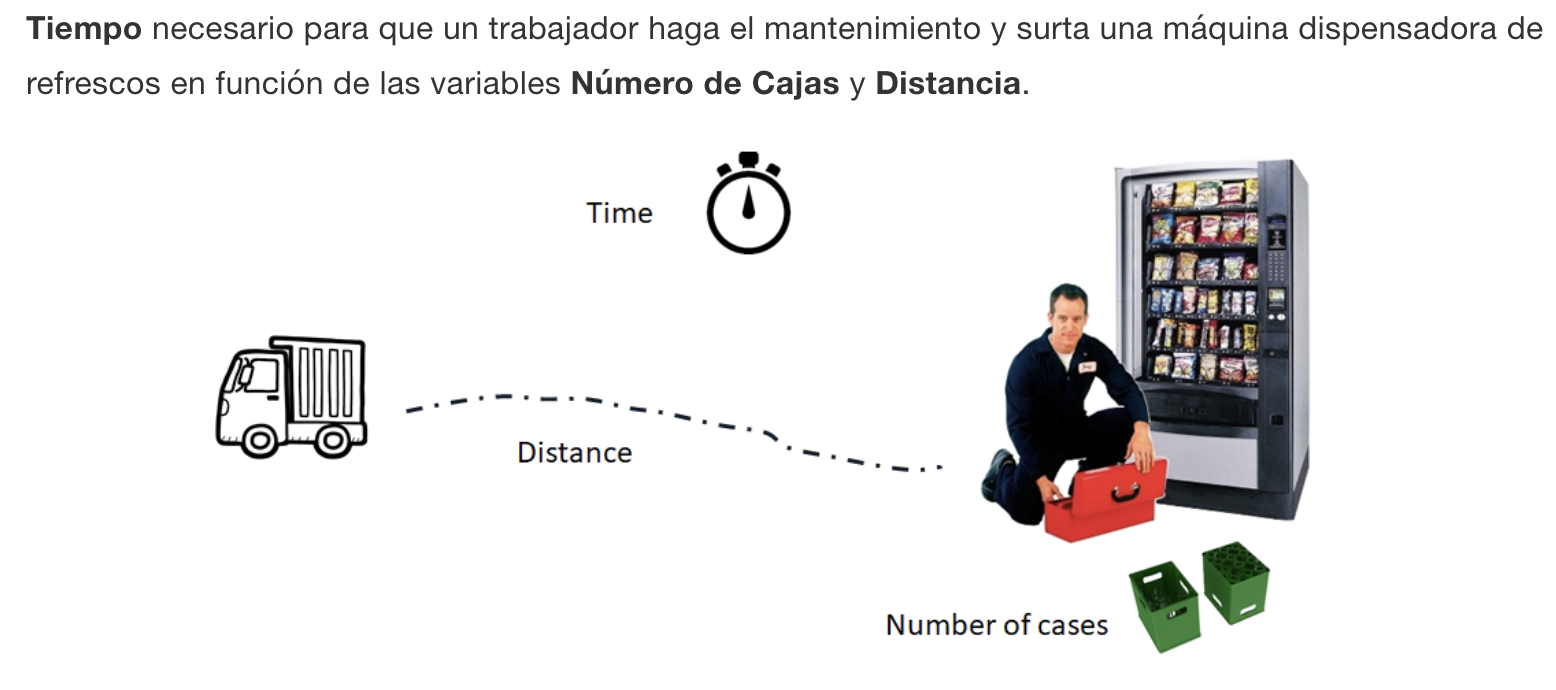 Tiempo necesario para que un trabajador haga el mantenimiento y surta una máquina dispensadora de
refrescos en función de las variables Número de Cajas y Distancia.
Time
Distance
Number of cases